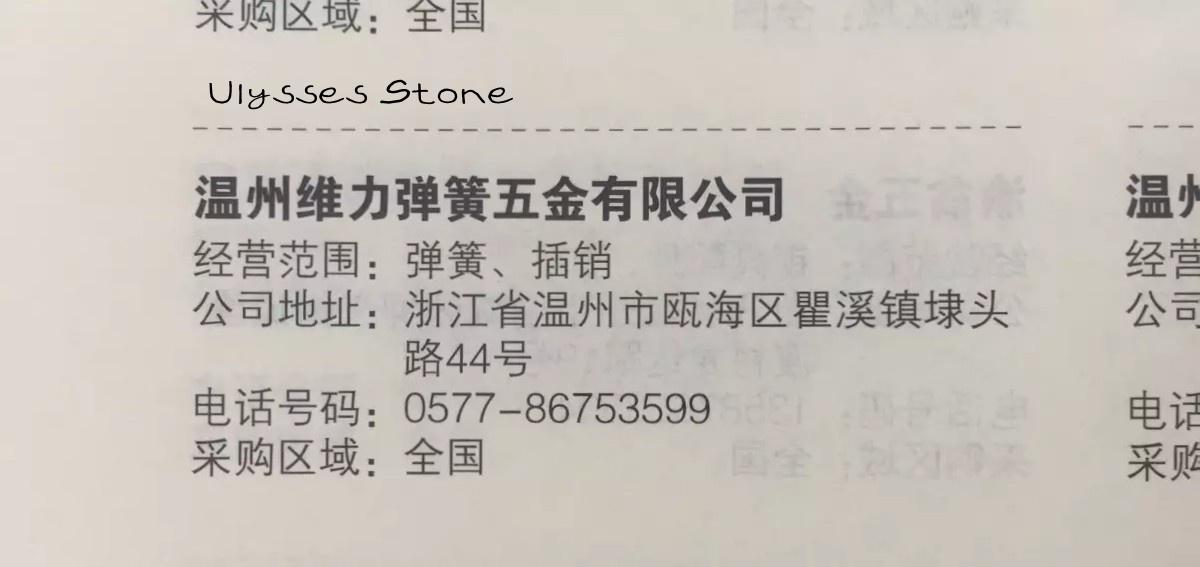 采购区域：全国
Ulysses Stone
温州维力弹簧五金有限公司
经营范围：弹簧、插销
公司地址：浙江省温州市瓯海区瞿溪镇埭头
路44号
电话号码：0577-86753599
采购区域：全国
温州
经营
公司
电话
采购